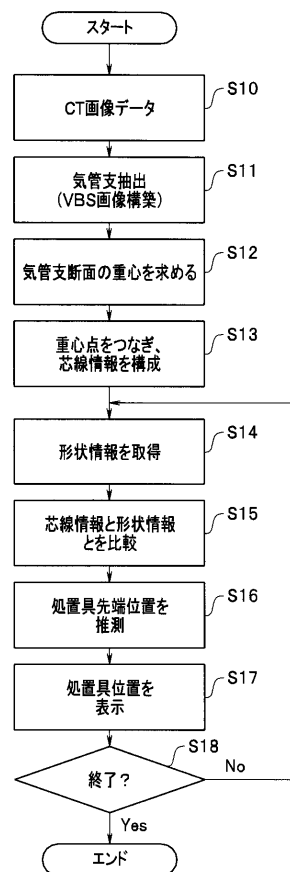 スタート
S10
CT画像データ
S11
気管支抽出
(VBS画像構築)
S12
気管支断面の重心を求める
S13
重心点をつなぎ、
芯線情報を構成
S14
形状情報を取得
S15
芯線情報と形状情報
とを比較
S16
処置具先端位置を
推測
S17
処置具位置を
表示
S18
終了?
No
Yes
エンド